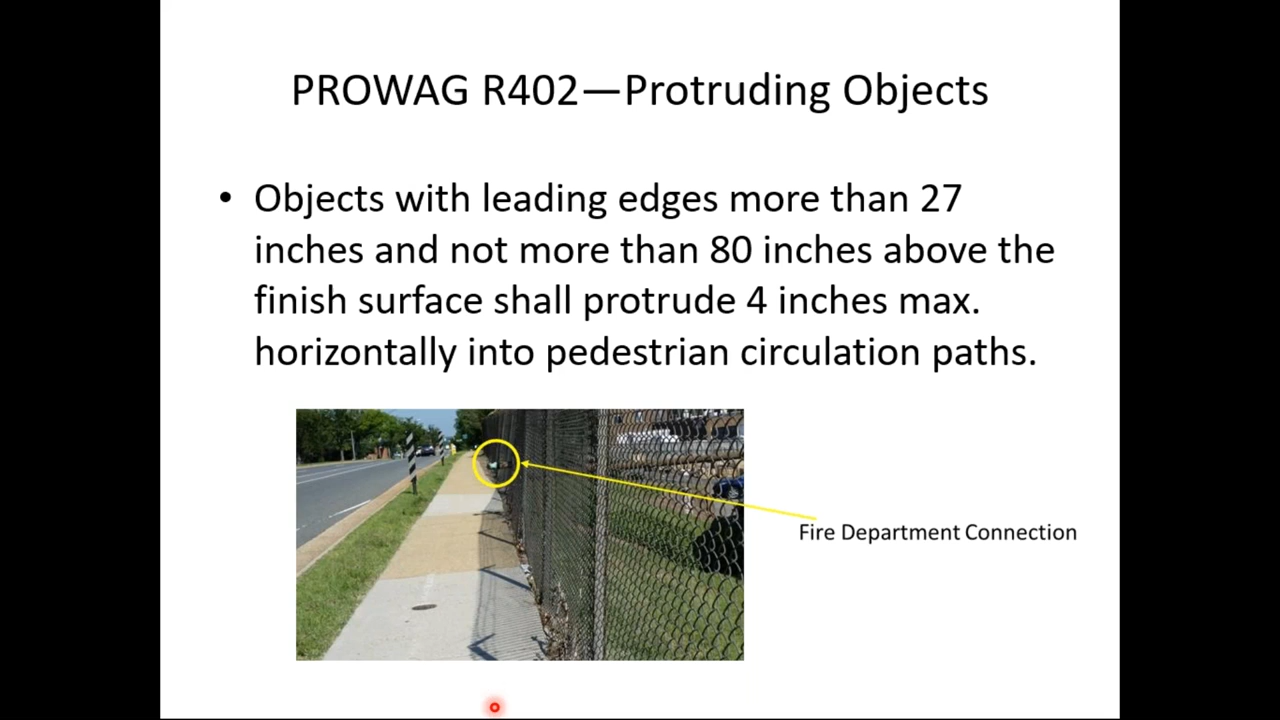 PROWAG R402—Protruding Objects
• Objects with leading edges more than 27
inches and not more than 80 inches above the
finish surface shall protrude 4 inches max.
horizontally into pedestrian circulation paths.
Fire Department Connection